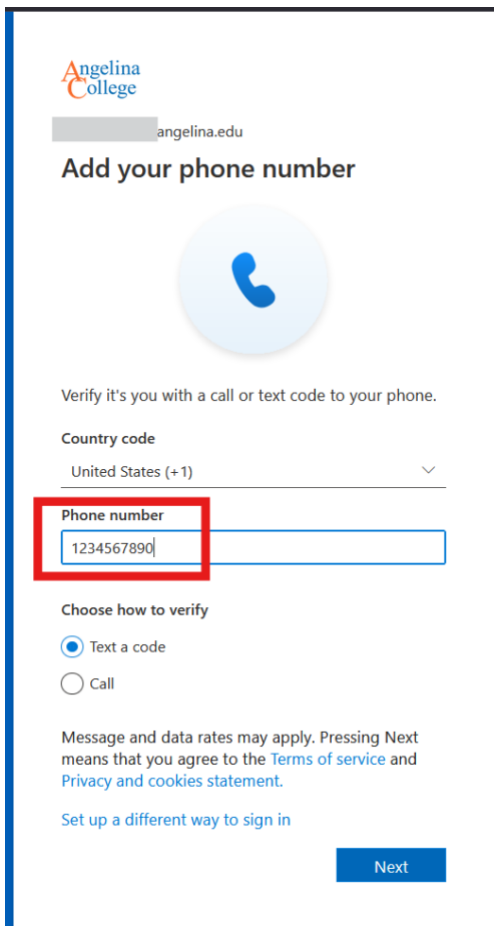 Angelina
College
angelina.edu
Add your phone number
Verify it's you with a call or text code to your phone.
Country code
United States (+1)
Phone number
1234567890
Choose how to verify
Text a code
Call
Message and data rates may apply. Pressing Next
means that you agree to the Terms of service and
Privacy and cookies statement.
Set up a different way to sign in
Next